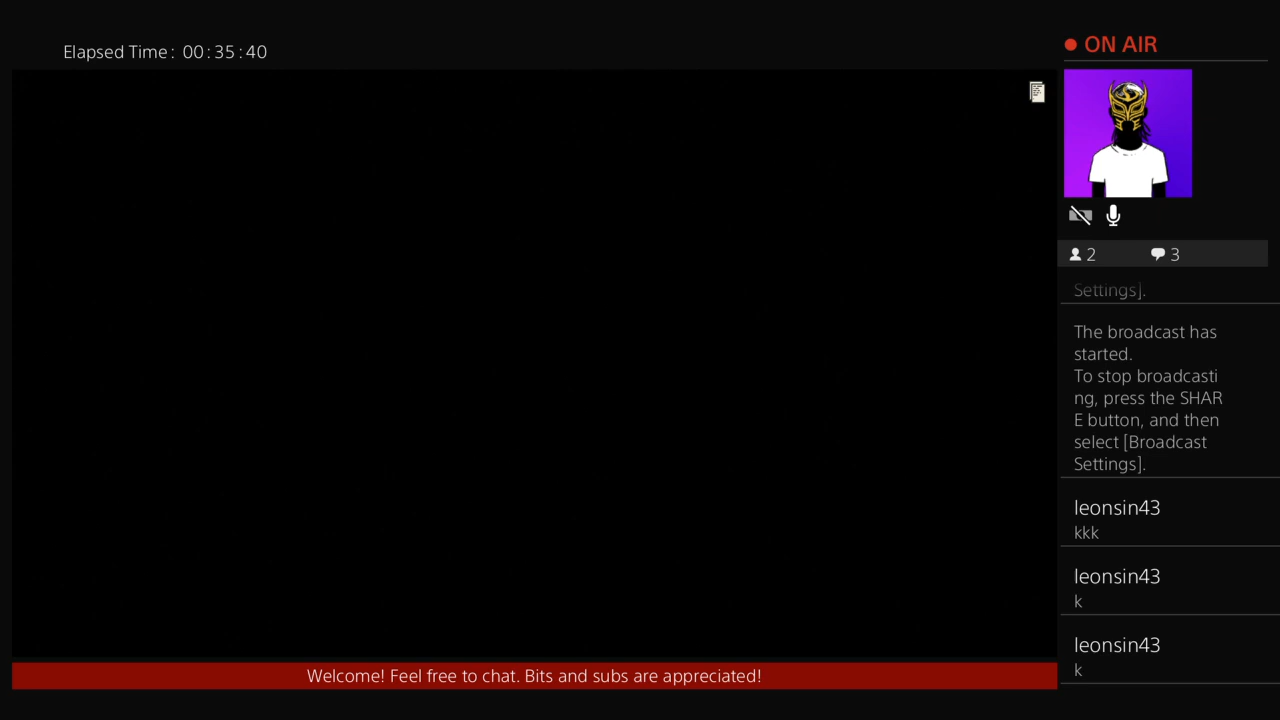 Elapsed Time: 00:35:40
ON AIR
2
3
Settings].
The broadcast has
started.
To stop broadcasti
ng, press the SHAR
E button, and then
select [Broadcast
Settings].
leonsin43
kkk
leonsin43
k
leonsin43
k
Welcome! Feel free to chat. Bits and subs are appreciated!